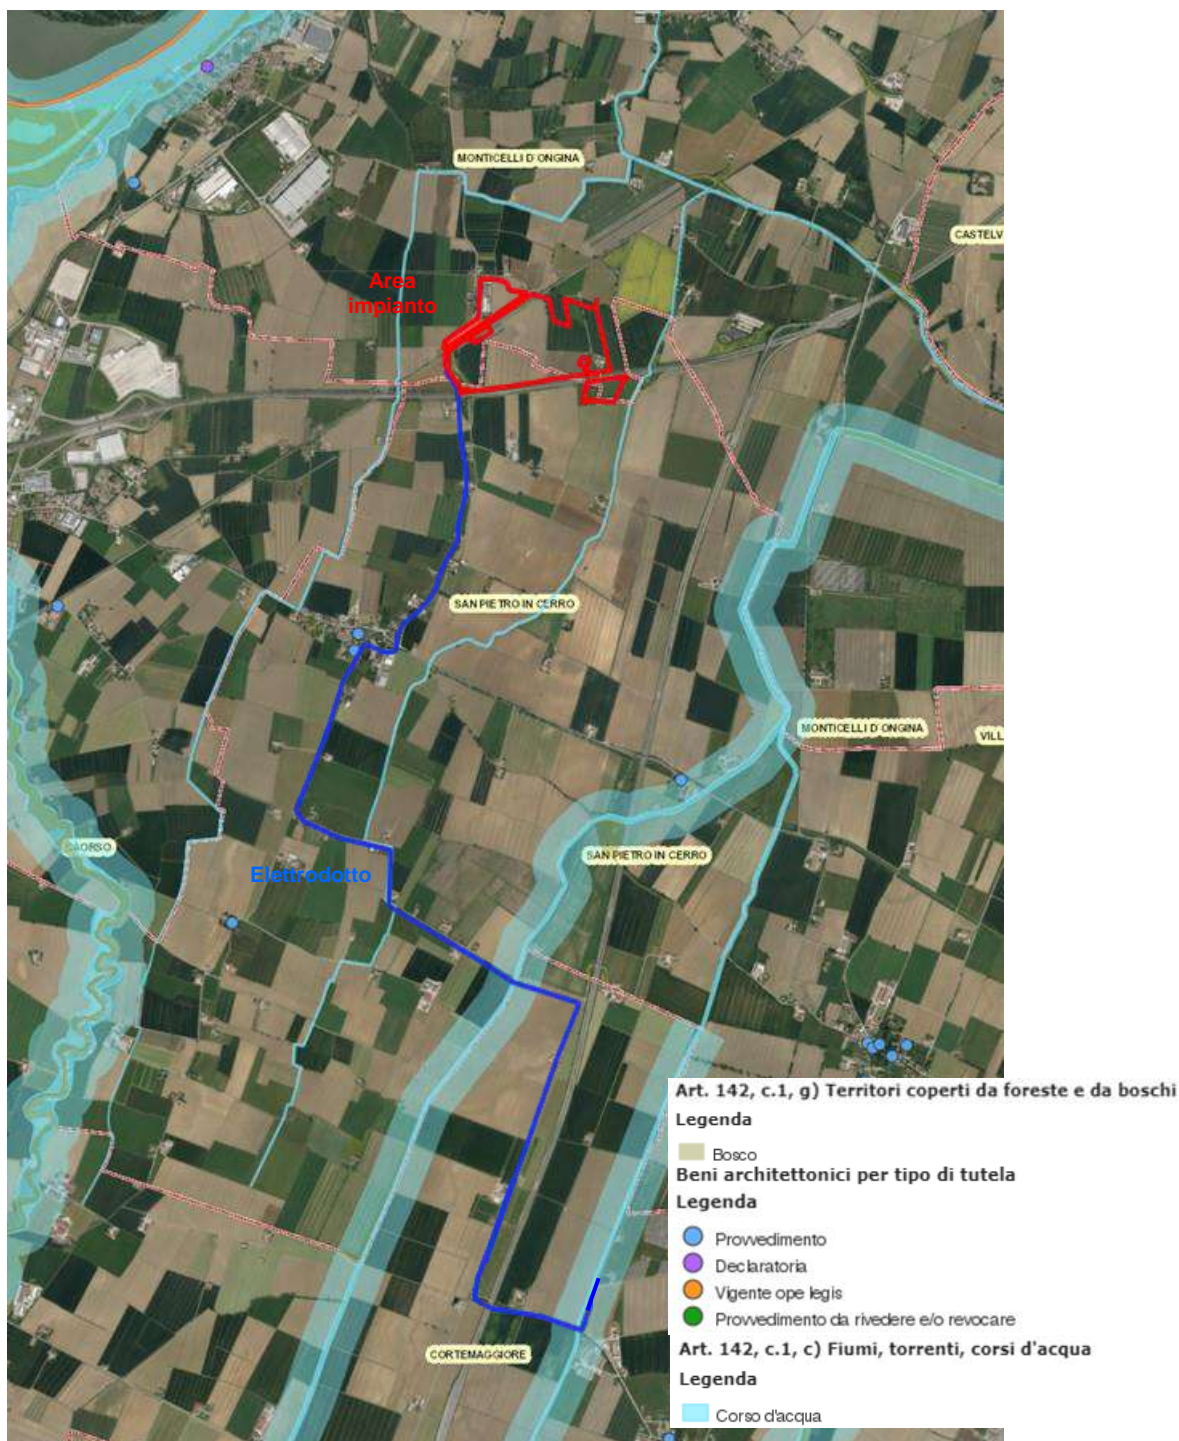 MONTICELLI D'ONGINA
CASTELV
Area
impianto
SAN PIETRO IN CERRO
MONTICELLI D'ONGINA
VILL
CAORSO
SAN PIETRO IN CERRO
Elettrodotto
CORTEMAGGIORE
Art. 142, c.1, g) Territori coperti da foreste e da boschi
Legenda
Bosco
Beni architettonici per tipo di tutela
Legenda
Provvedimento
Declaratoria
Vigente ope legis
Provvedimento da rivedere e/o revocare
Art. 142, c.1, c) Fiumi, torrenti, corsi d'acqua
Legenda
Corso d'acqua